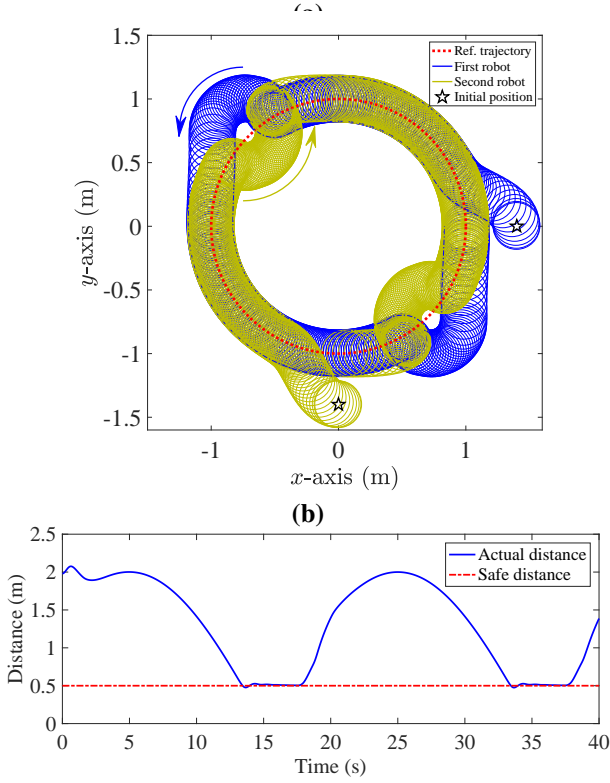 1.5
1
0.5
0
-0.5
-1
-1.5
y-axis (m)
Ref. trajectory
First robot
Second robot
Initial position
-1 0 1
x-axis (m)
(b)
2.5
2
1.5
1
0.5
0
Distance (m)
Actual distance
Safe distance
0 5 10 15 20 25 30 35 40
Time (s)